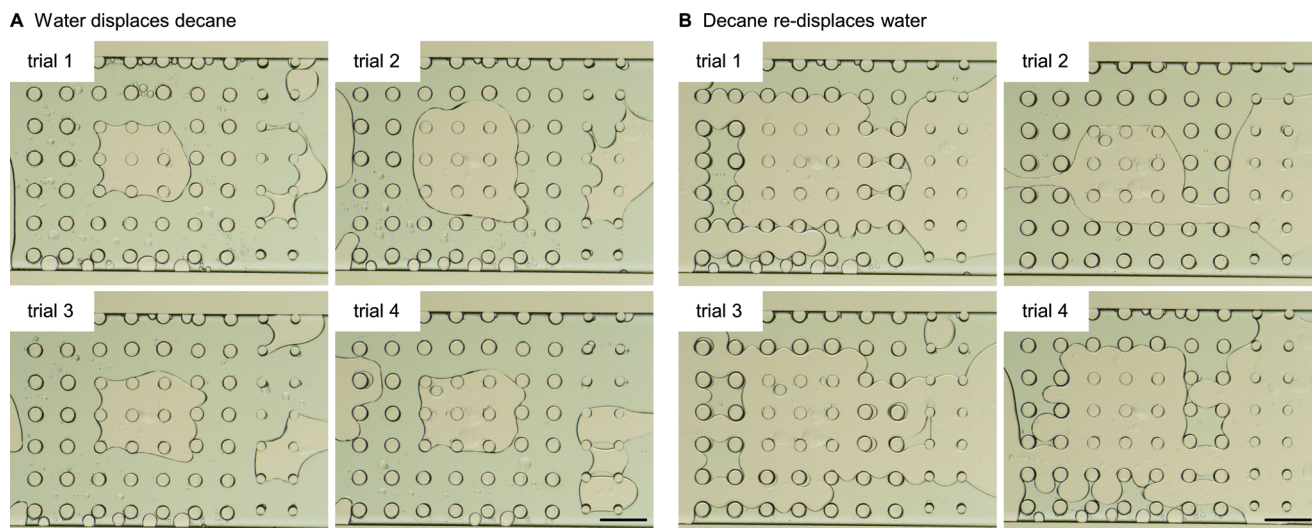 A Water displaces decane
B Decane re-displaces water
trial 1
trial 2
trial 1
trial 2
trial 3
trial 4
trial 3
trial 4